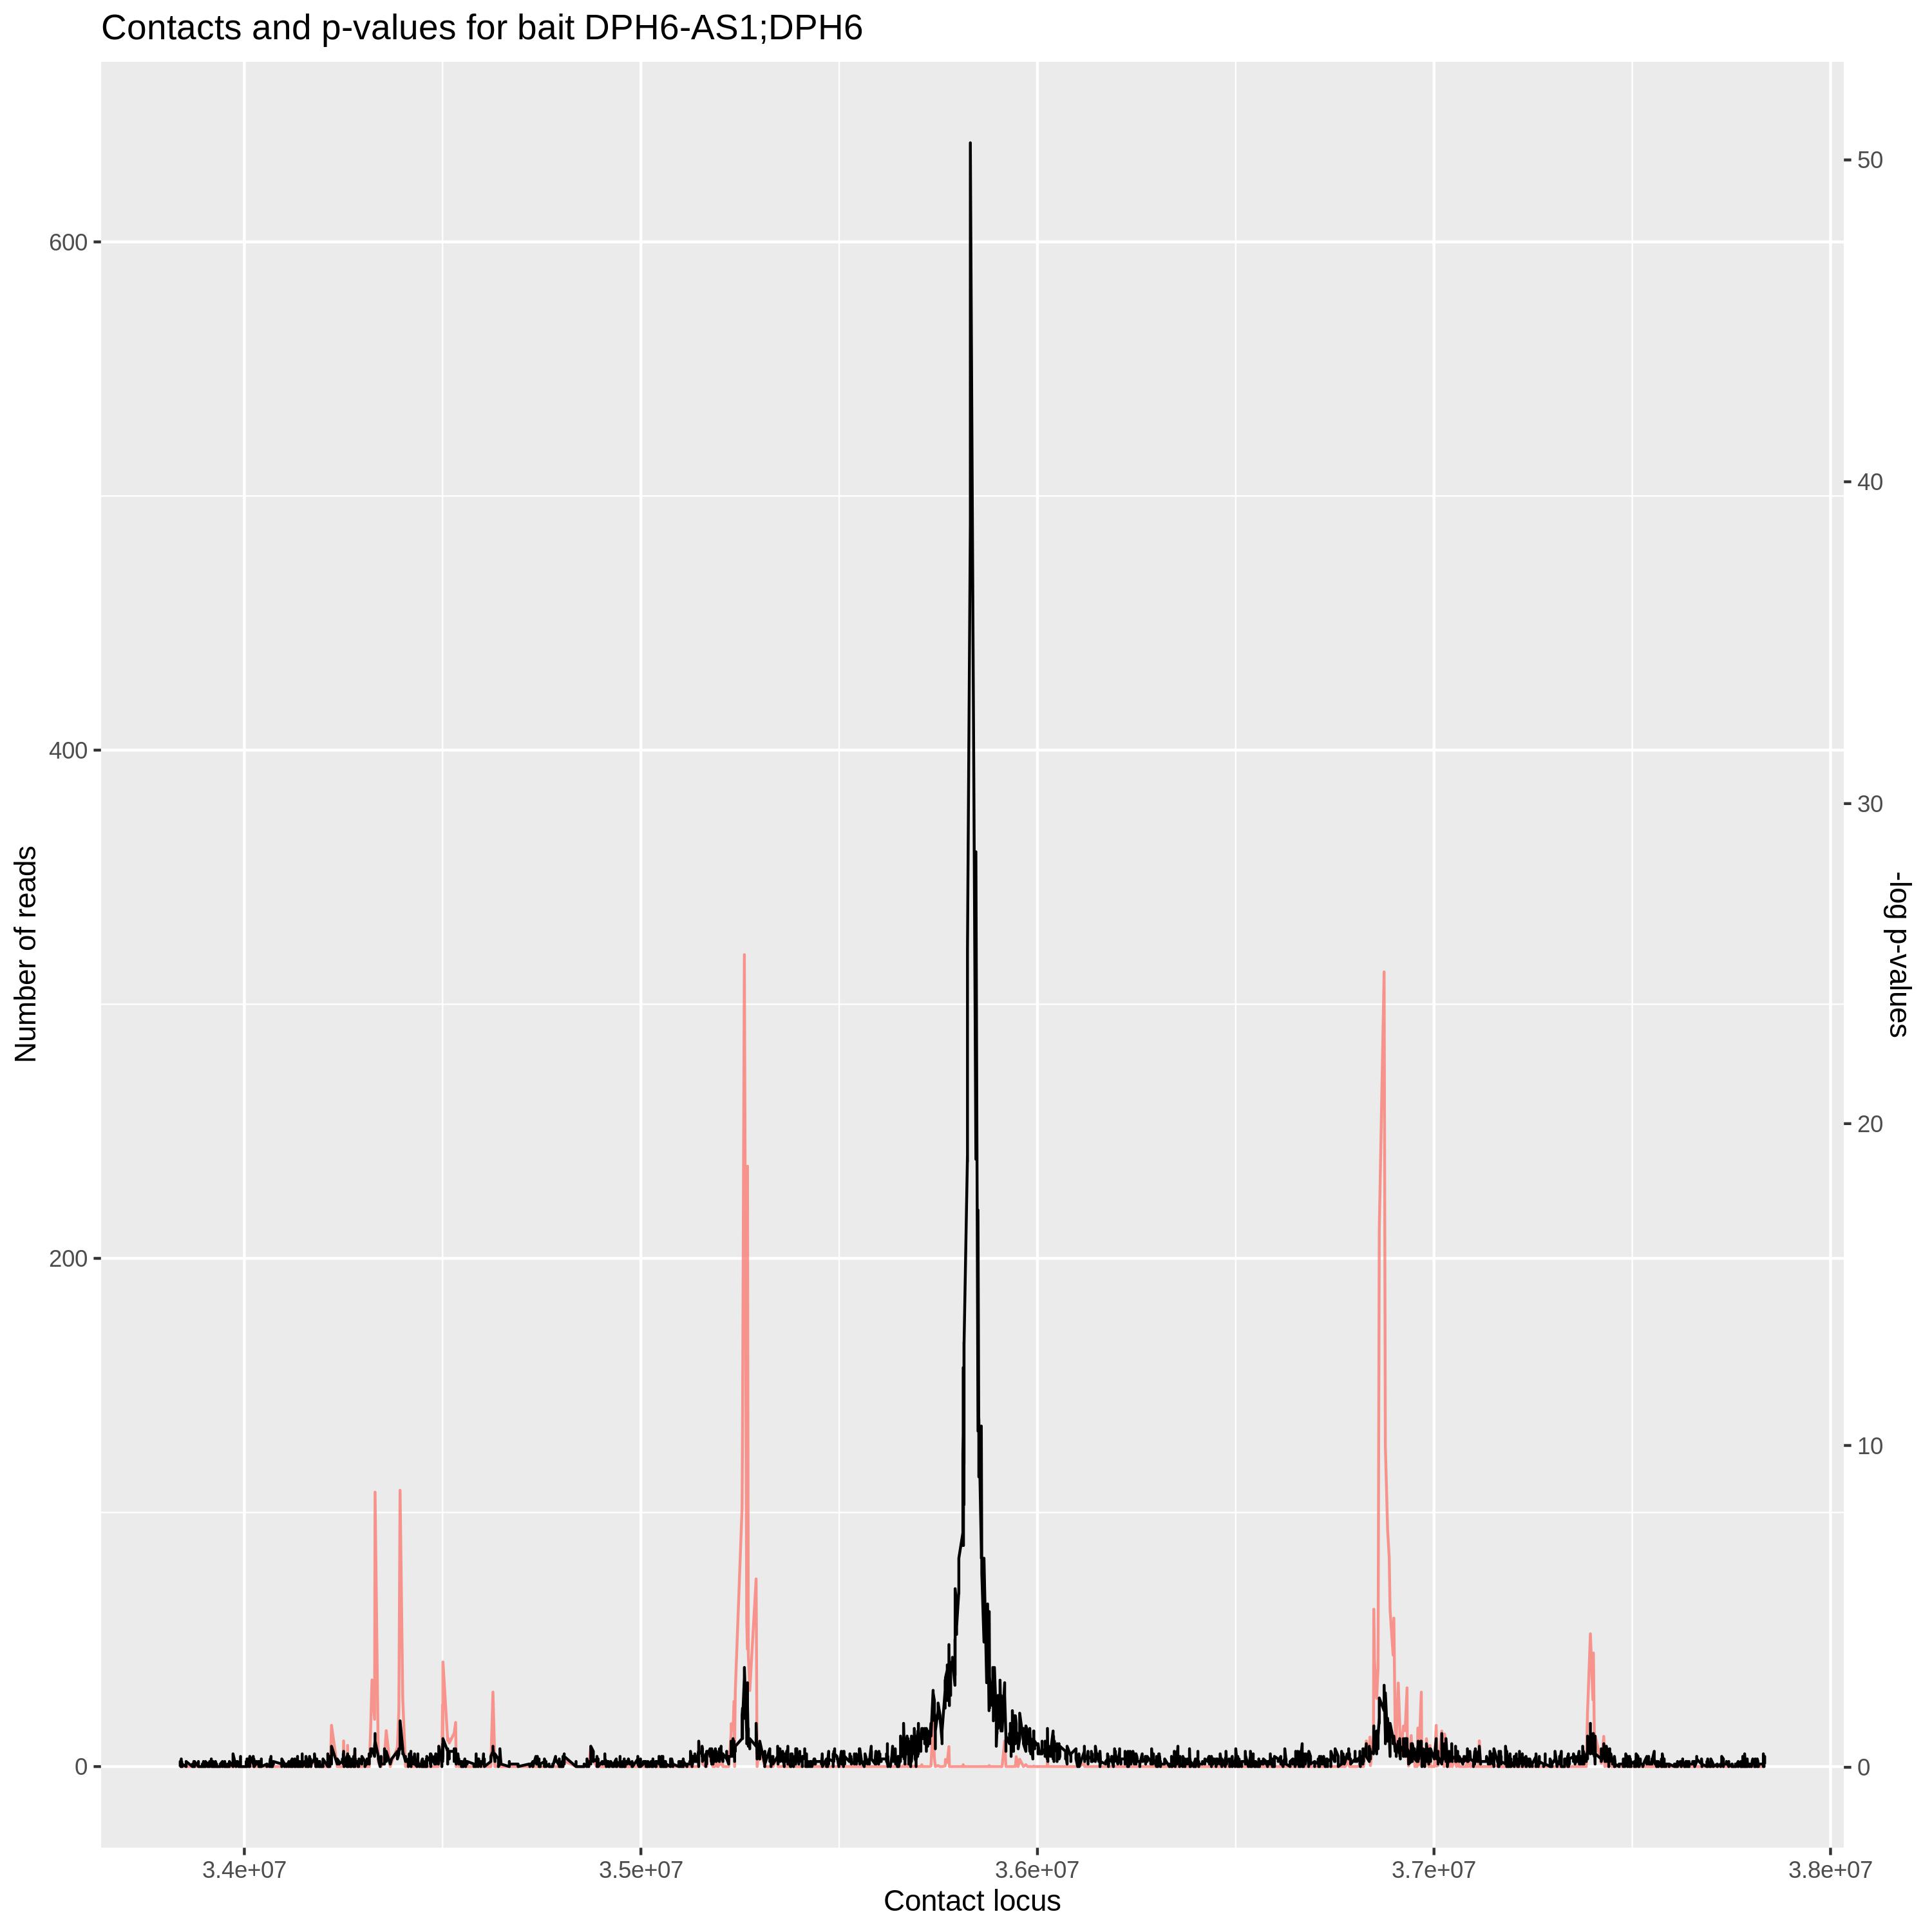 Contacts and p-values for bait DPH6-AS1;DPH6
Number of reads
600
400
200
0
50
40
30
20
10
0
-log p-values
3.4e+07
3.5e+07
3.6e+07
3.7e+07
3.8e+07
Contact locus